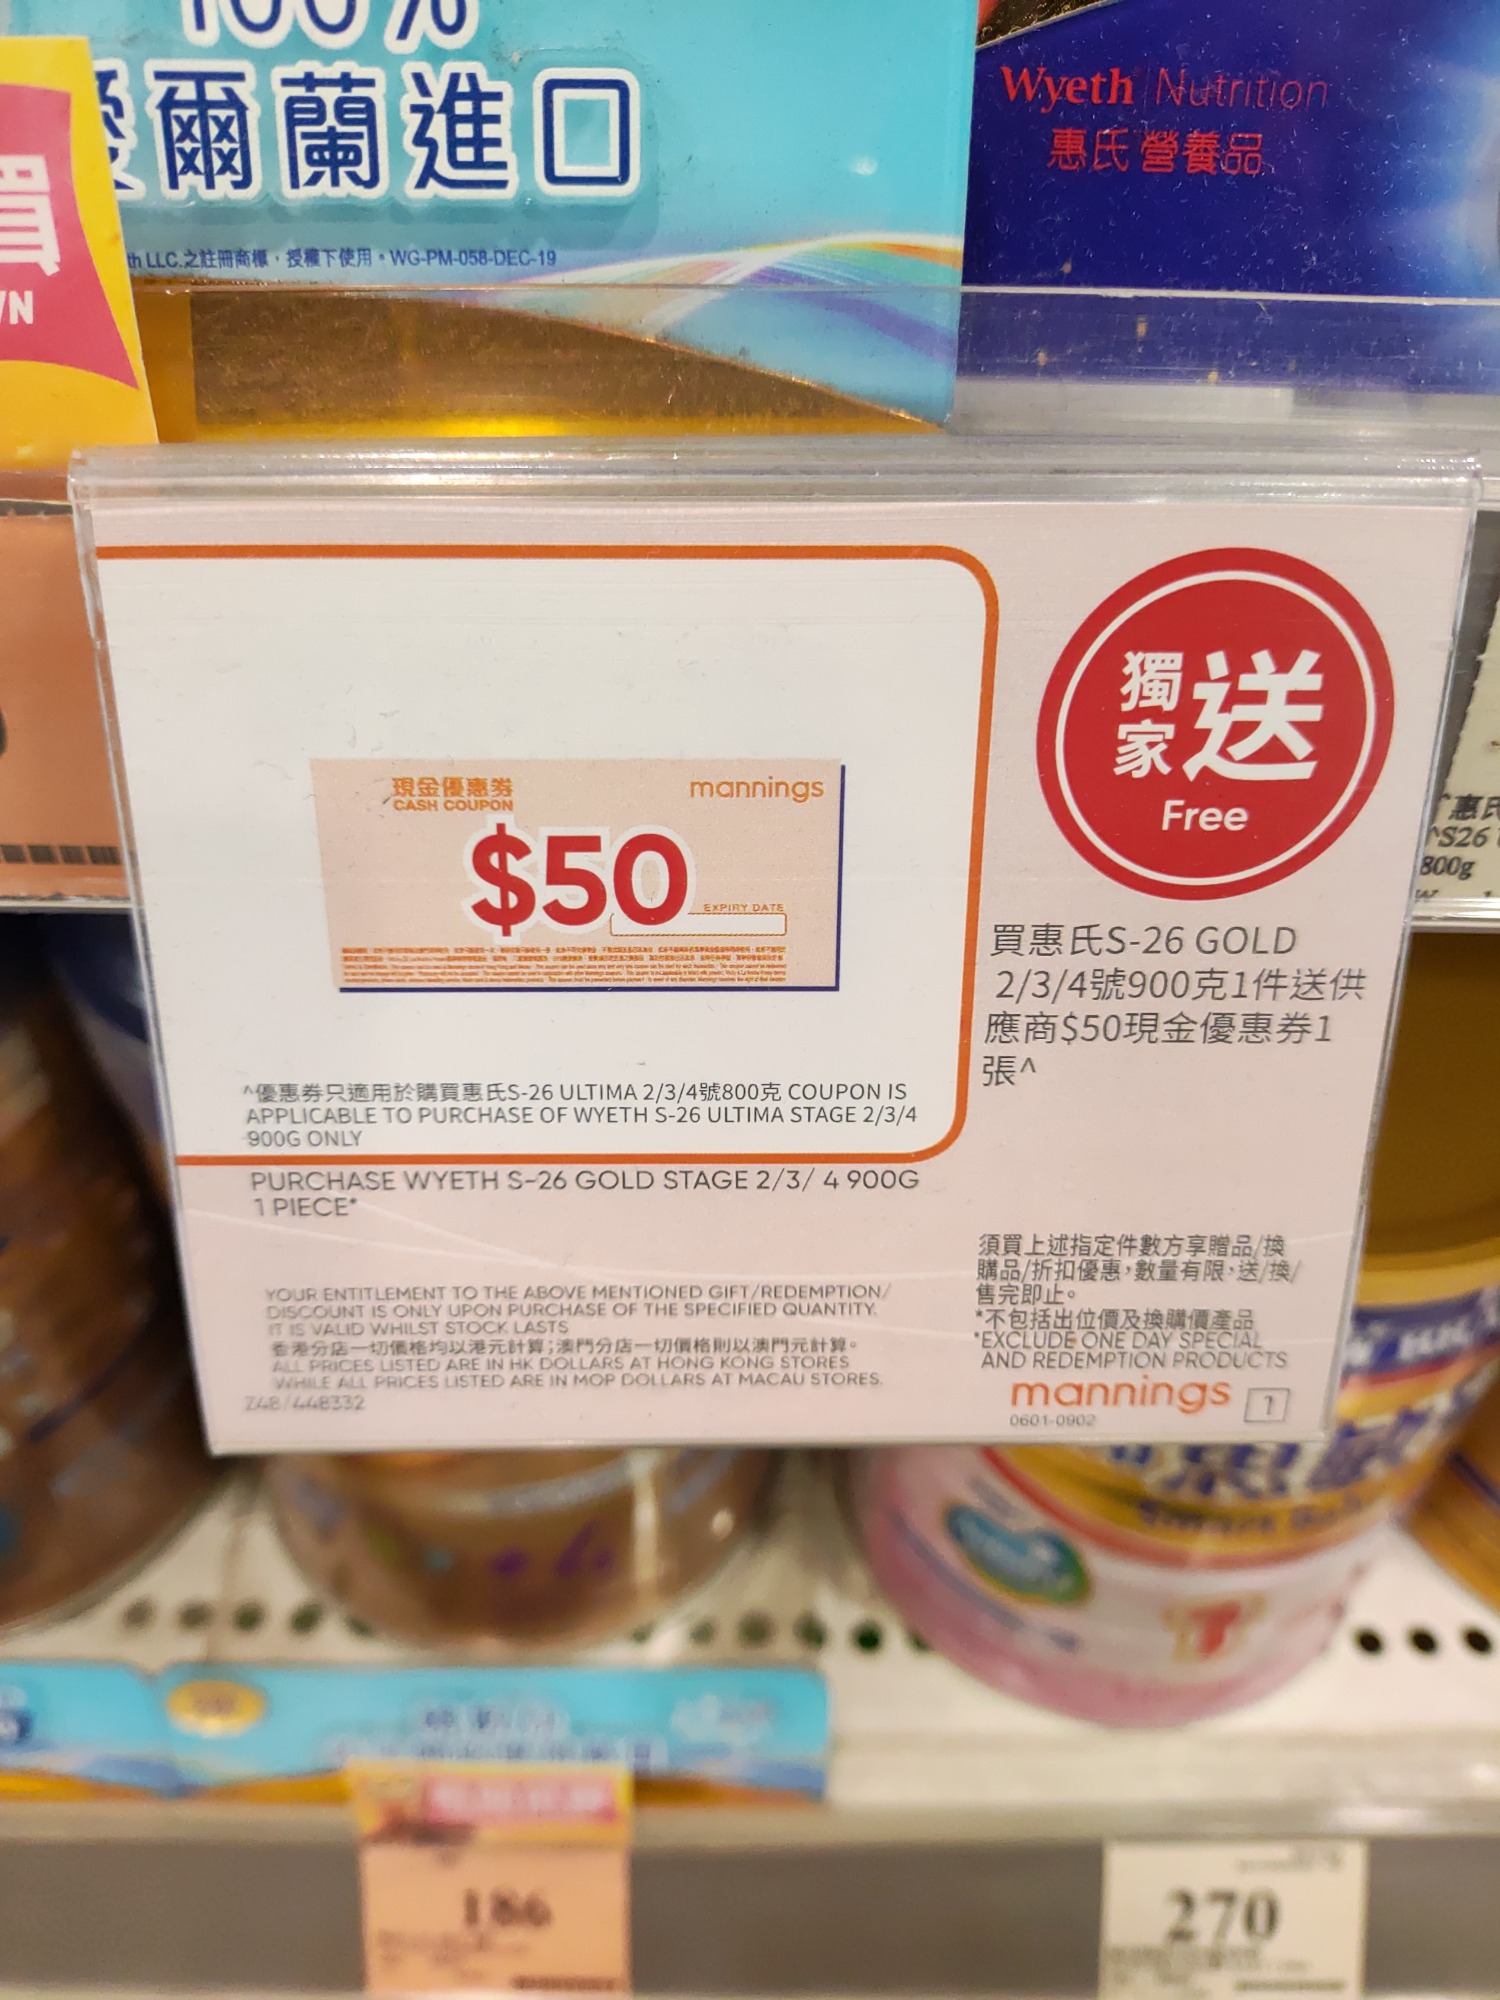 100%
爾蘭進口
th LLC.之註冊商標，授權下使用。WG-PM-058-DEC-19
Wyeth Nutrition
惠氏營養品
買
WN
現金優惠券
CASH COUPON
mannings
$50
EXPIRY DATE
^優惠券只適用於購買惠氏S-26 ULTIMA 2/3/4號800克 COUPON IS
APPLICABLE TO PURCHASE OF WYETH S-26 ULTIMA STAGE 2/3/4
900G ONLY
獨家送
Free
買惠氏S-26 GOLD
2/3/4號900克1件送供
應商$50現金優惠券1
張^
PURCHASE WYETH S-26 GOLD STAGE 2/3/ 4 900G
1 PIECE*
YOUR ENTITLEMENT TO THE ABOVE MENTIONED GIFT/REDEMPTION/
DISCOUNT IS ONLY UPON PURCHASE OF THE SPECIFIED QUANTITY.
IT IS VALID WHILST STOCK LASTS
香港分店一切價格均以港元計算；澳門分店一切價格則以澳門元計算。
ALL PRICES LISTED ARE IN HK DOLLARS AT HONG KONG STORES
WHILE ALL PRICES LISTED ARE IN MOP DOLLARS AT MACAU STORES.
Z48/448332
須買上述指定件數方享贈品/換
購品/折扣優惠，數量有限，送/換/
售完即止。
*不包括出位價及換購價產品
*EXCLUDE ONE DAY SPECIAL
AND REDEMPTION PRODUCTS
mannings 1
0601-0902
惠氏
^S26
800g
186
270